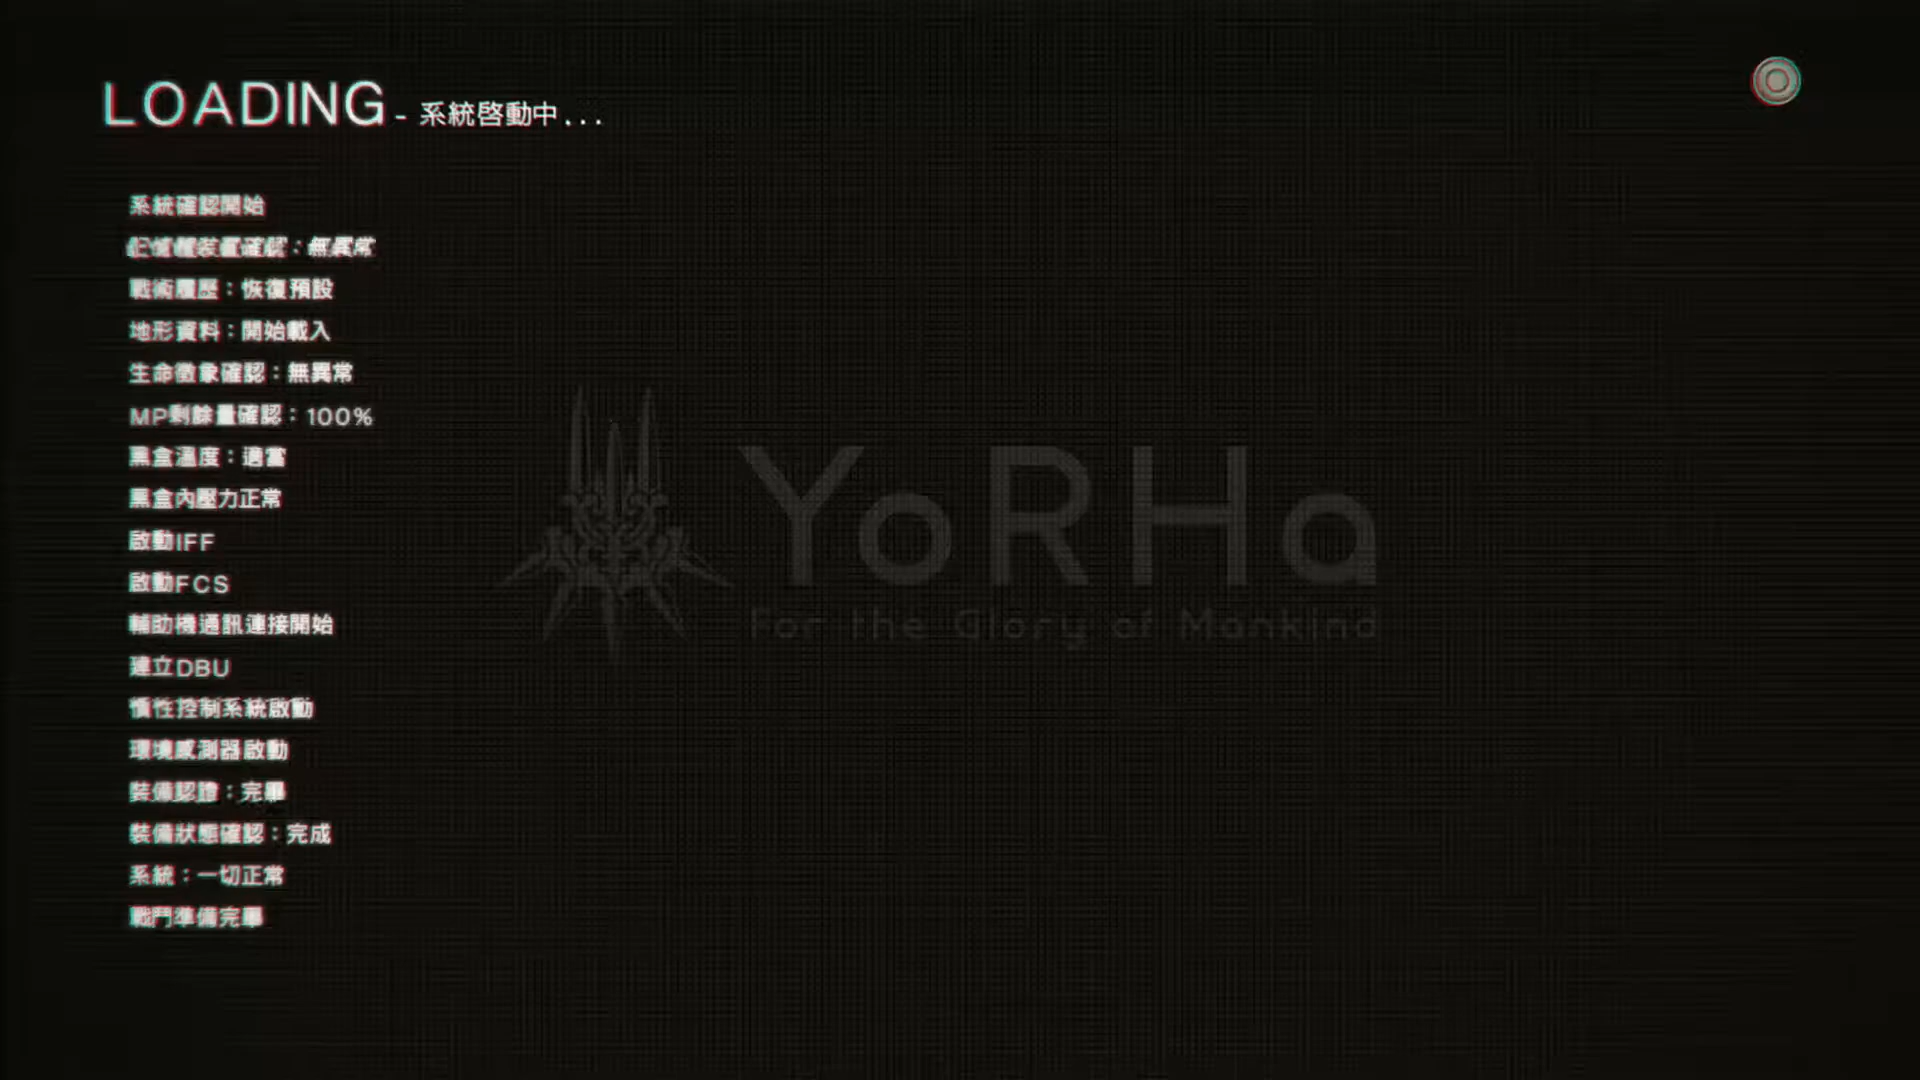 LOADING - 系統啓動中...
系統確認開始
記憶體裝置確認：無異常
戰術履歷：恢復預設
地形資料：開始載入
生命徵象確認：無異常
MP剩餘量確認：100%
黑盒溫度：適當
黑盒內壓力正常
啟動IFF
啟動FCS
輔助機通訊連接開始
建立DBU
慣性控制系統啟動
環境感測器啟動
裝備認證：完畢
裝備狀態確認：完成
系統：一切正常
戰鬥準備完畢
YoRHa
For the Glory of Mankind